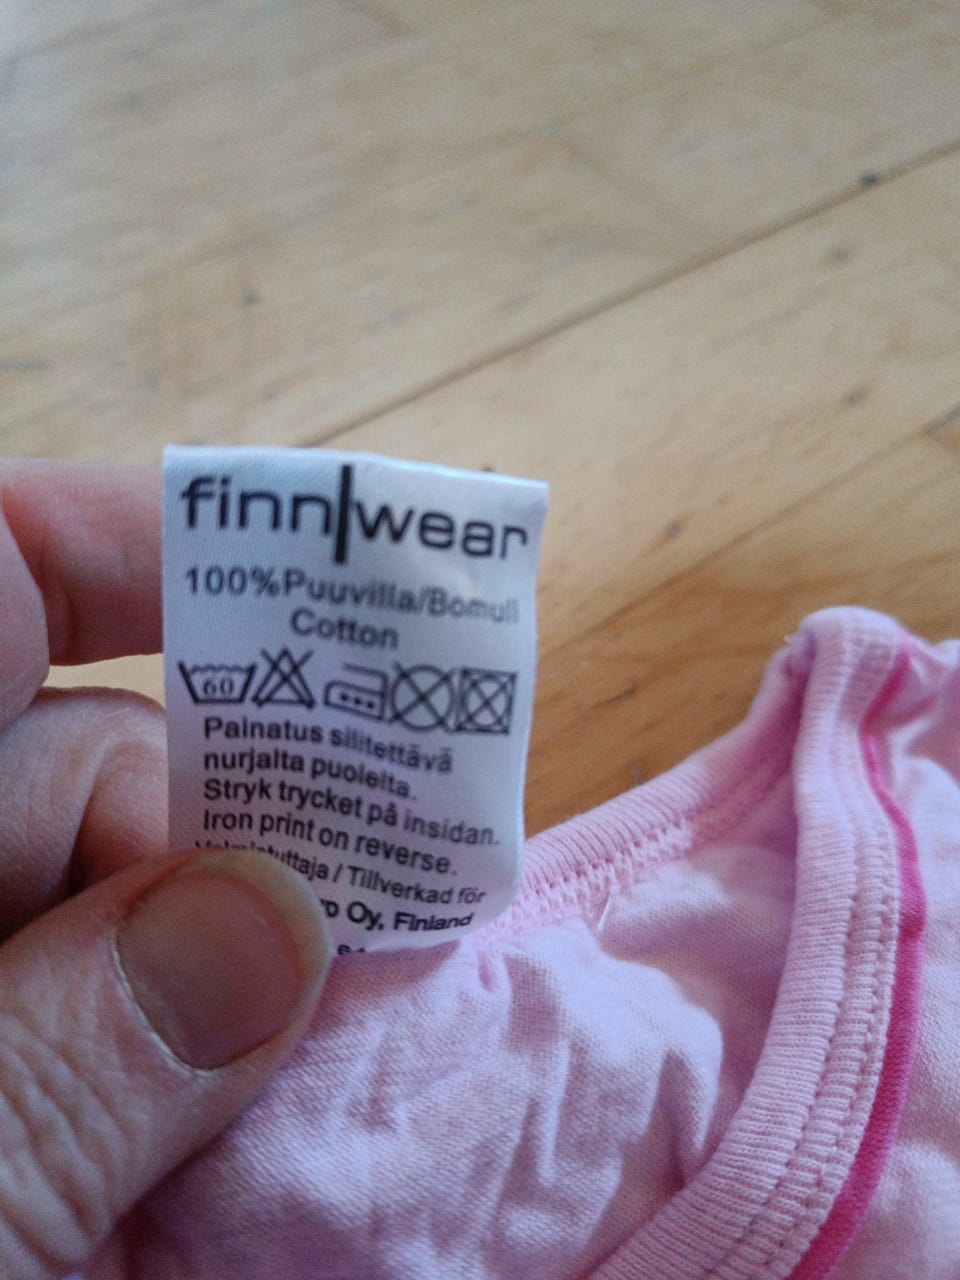 finn|wear
100%Puuvilla/Bomull
Cotton
60
Painatus silitettävä
nurjalta puolelta.
Stryk trycket på insidan.
Iron print on reverse.
Valmistuttaja / Tillverkad för
Oy, Finland